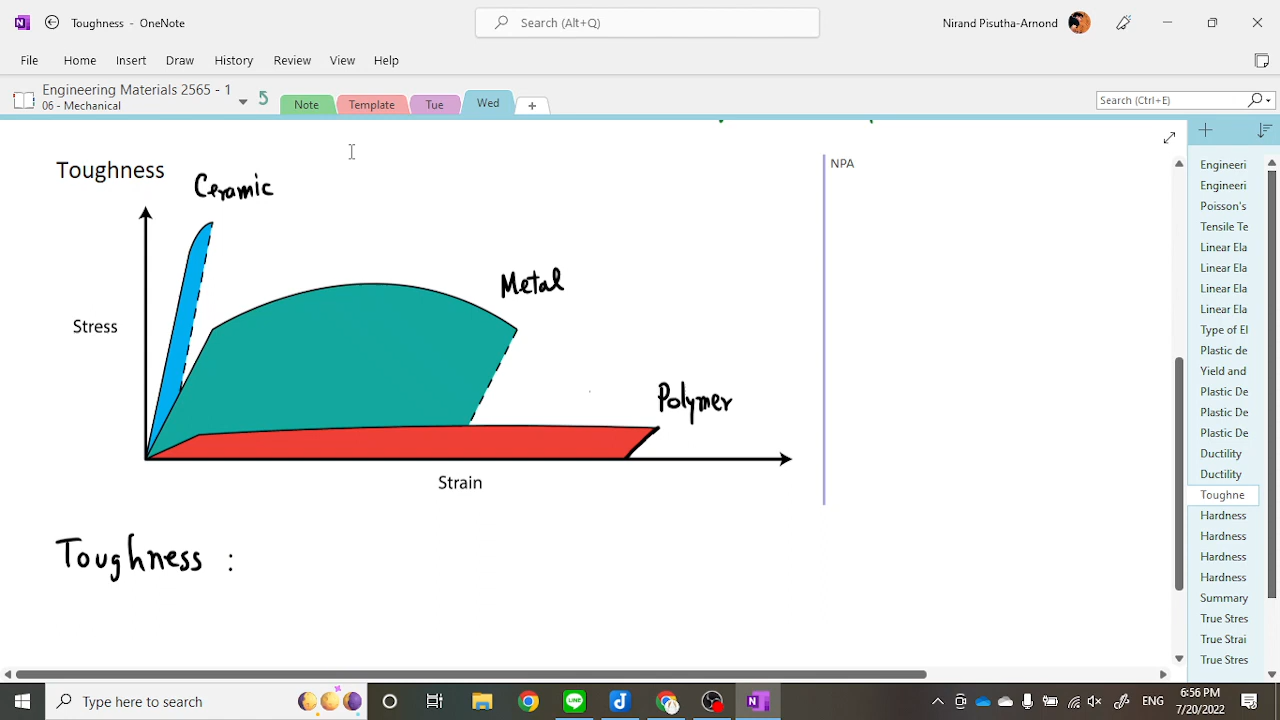 Toughness - OneNote
Search (Alt+Q)
Nirand Pisutha-Arnond
File Home Insert Draw History Review View Help
Engineering Materials 2565 - 1
06 - Mechanical
Note Template Tue Wed +
Search (Ctrl+E)
Toughness
Ceramic
Metal
Polymer
Stress
Strain
NPA
Toughness :
Engineeri
Engineeri
Poisson's
Tensile Te
Linear Ela
Linear Ela
Linear Ela
Linear Ela
Type of El
Plastic de
Yield and
Plastic De
Plastic De
Plastic De
Ductility
Ductility
Toughne
Hardness
Hardness
Hardness
Hardness
Summary
True Stres
True Strai
True Stres
Type here to search
6:55 PM
7/20/2022